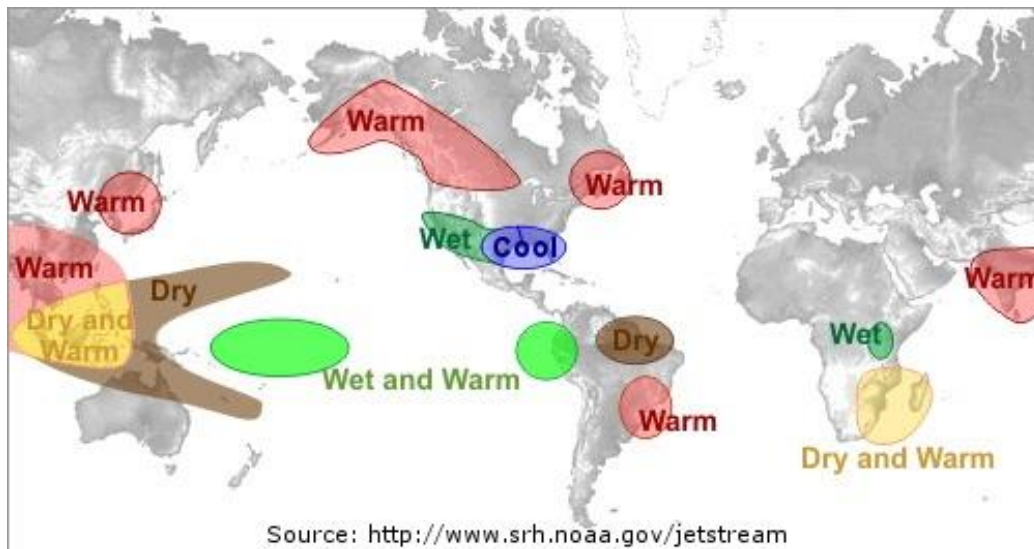 Warm
Warm
Warm
Wet
Cool
Warm
Dry
Warm
Dry and
Warm
Wet and Warm
Dry
Warm
Wet
Dry and Warm
Source: http://www.srh.noaa.gov/jetstream